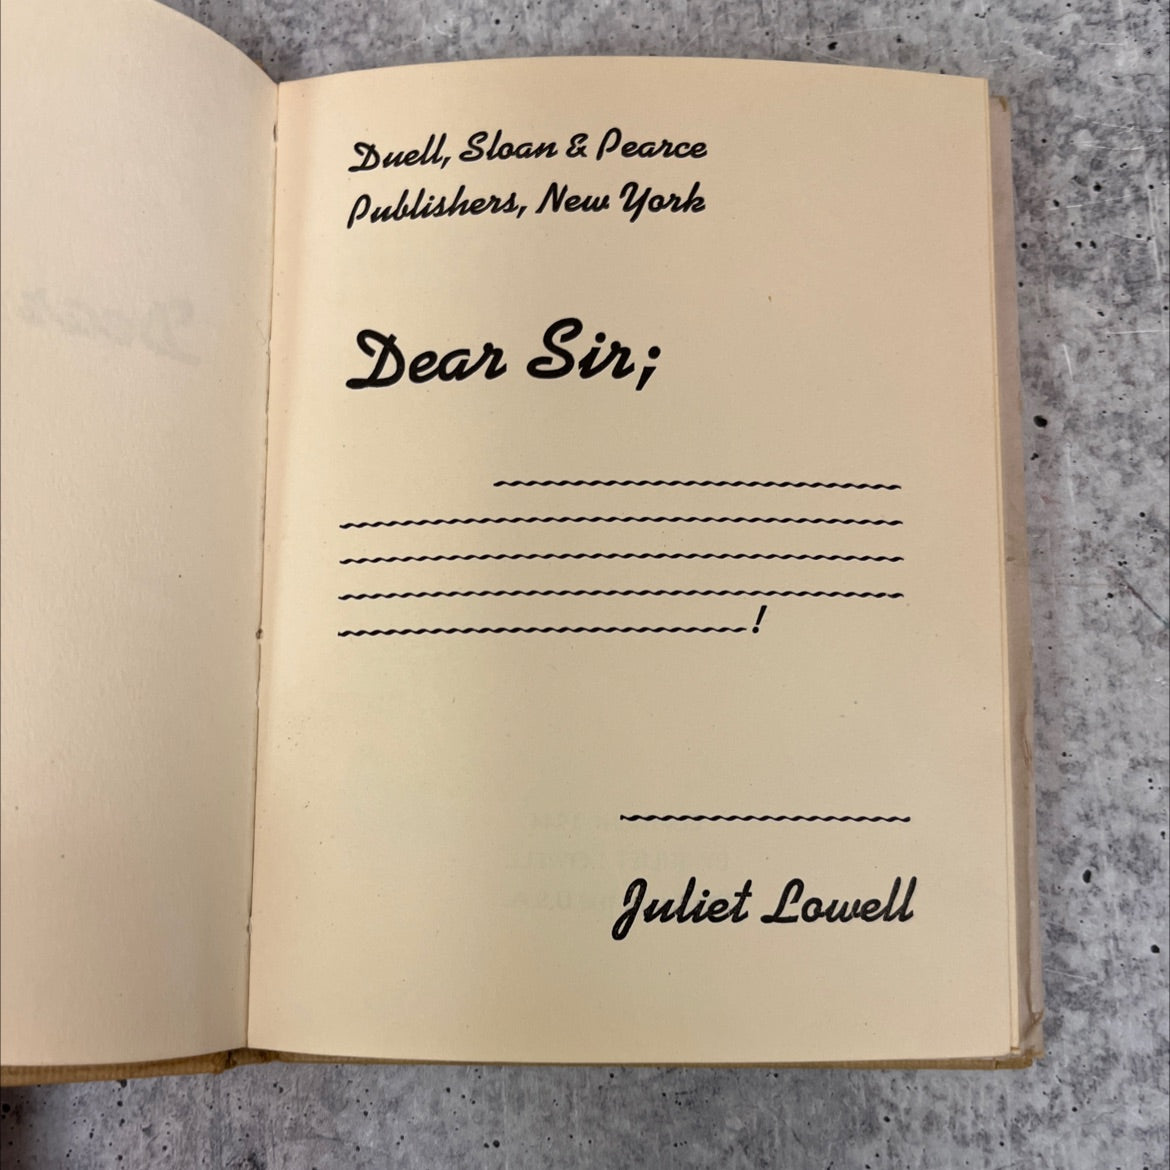 Duell, Sloan & Pearce
Publishers, New York
Dear Sir;
!
Juliet Lowell